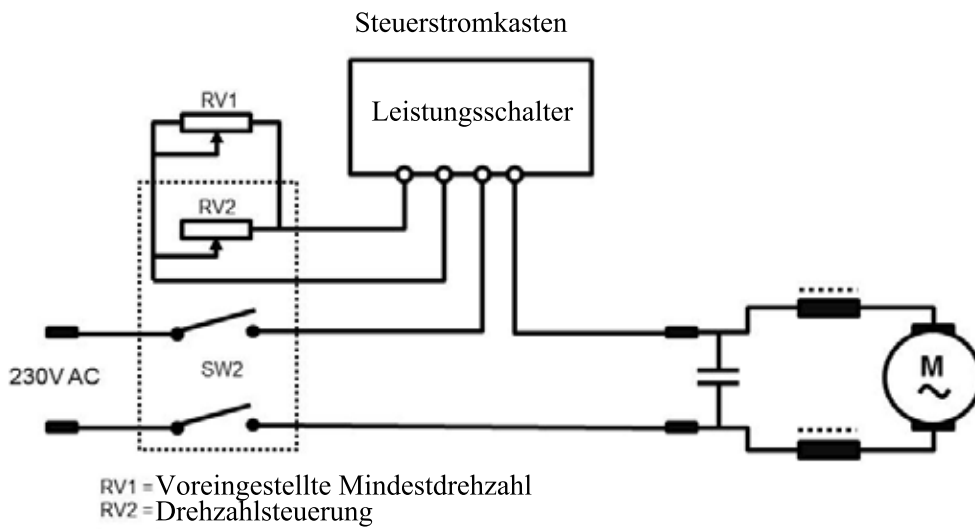 Steuerstromkasten
Leistungsschalter
RV1
RV2
230V AC
SW2
M
RV1 = Voreingestellte Mindestdrehzahl
RV2 = Drehzahlsteuerung